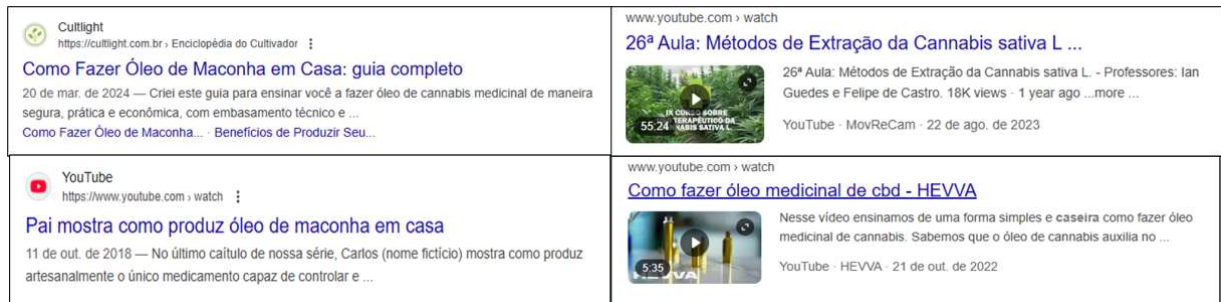 Cultlight
https://cultlight.com.br › Enciclopédia do Cultivador
Como Fazer Óleo de Maconha em Casa: guia completo
20 de mar. de 2024 — Criei este guia para ensinar você a fazer óleo de cannabis medicinal de maneira
segura, prática e econômica, com embasamento técnico e ...
Como Fazer Óleo de Maconha... · Benefícios de Produzir Seu...
www.youtube.com › watch
26ª Aula: Métodos de Extração da Cannabis sativa L ...
26ª Aula: Métodos de Extração da Cannabis sativa L. - Professores: Ian
Guedes e Felipe de Castro. 18K views · 1 year ago ...more ...
IX CURSO SOBRE
55:24
YouTube · MovReCam · 22 de ago. de 2023
YouTube
https://www.youtube.com › watch
Pai mostra como produz óleo de maconha em casa
11 de out. de 2018 — No último caítulo de nossa série, Carlos (nome fictício) mostra como produz
artesanalmente o único medicamento capaz de controlar e ...
www.youtube.com › watch
Como fazer óleo medicinal de cbd - HEVVA
Nesse vídeo ensinamos de uma forma simples e caseira como fazer óleo
medicinal de cannabis. Sabemos que o óleo de cannabis auxilia no ...
5:35
HEVVA
YouTube · HEVVA · 21 de out. de 2022